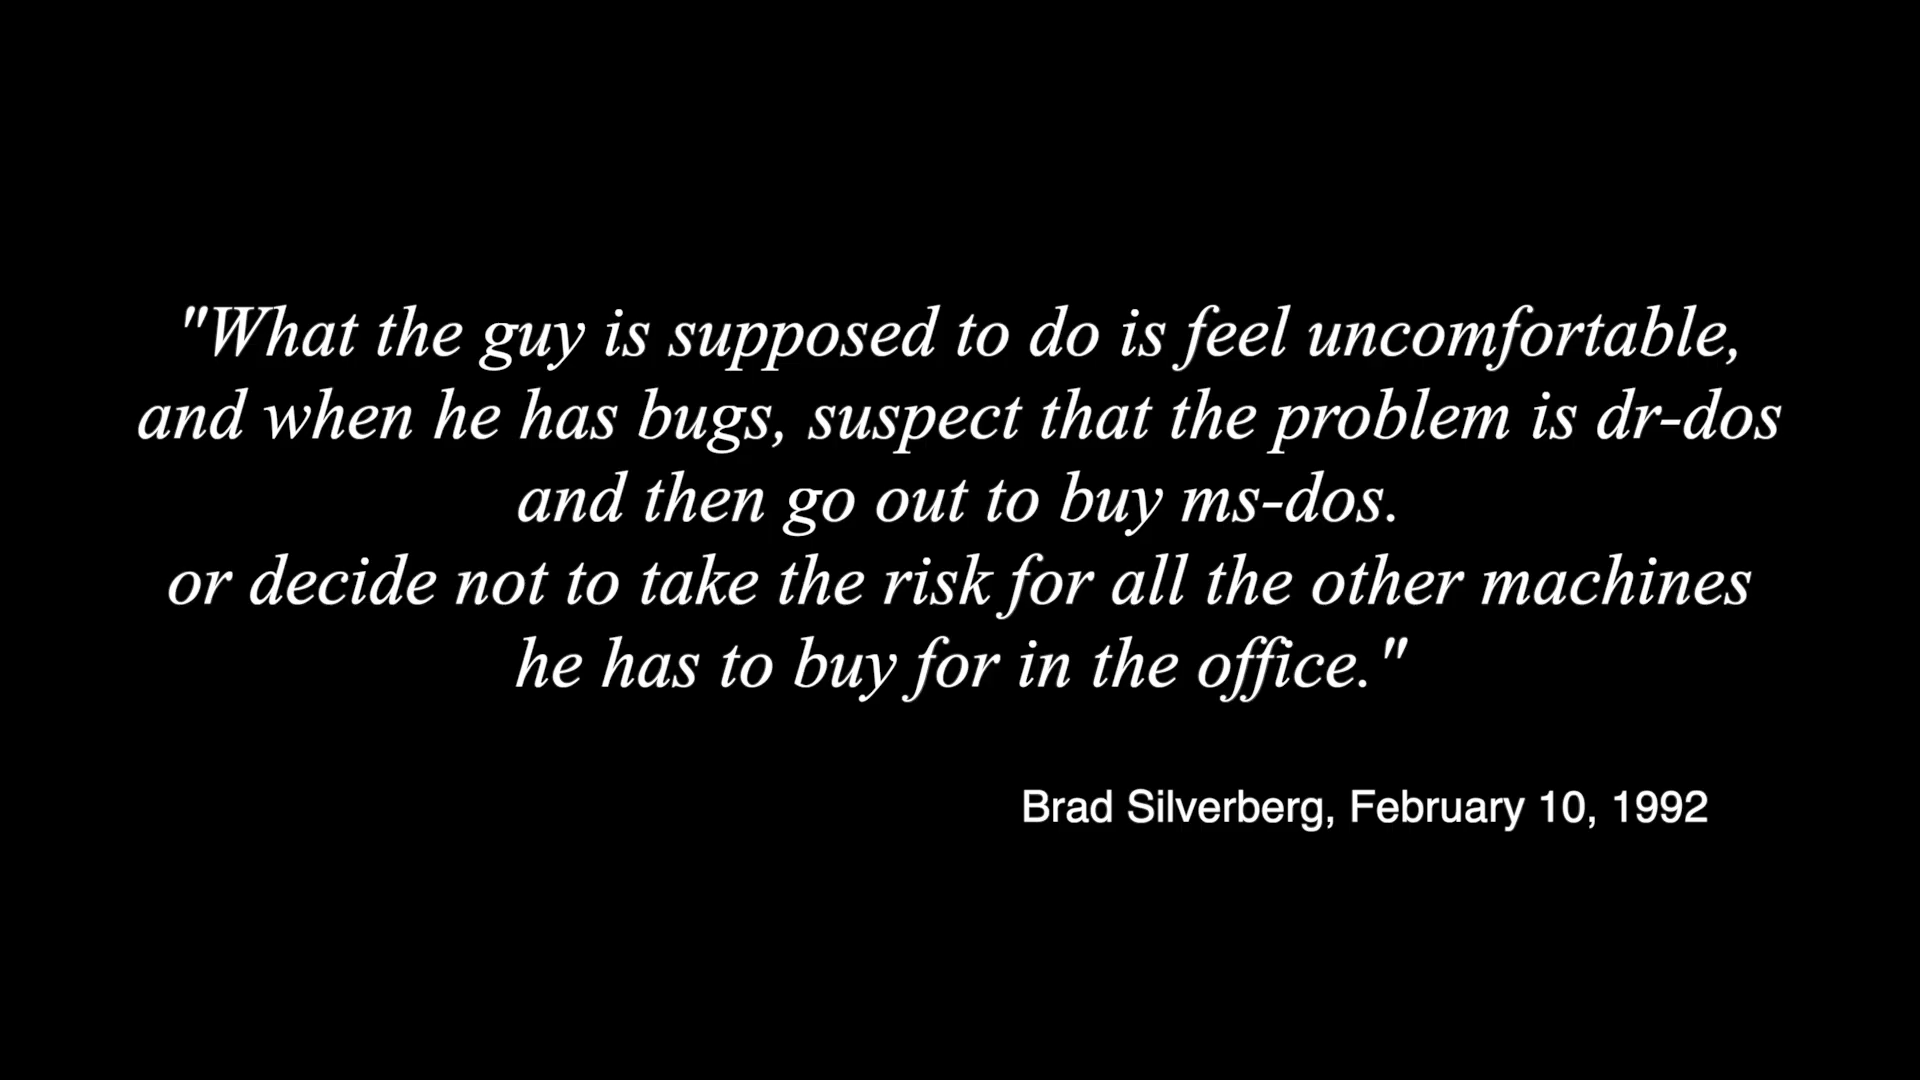 "What the guy is supposed to do is feel uncomfortable,
and when he has bugs, suspect that the problem is dr-dos
and then go out to buy ms-dos.
or decide not to take the risk for all the other machines
he has to buy for in the office."
Brad Silverberg, February 10, 1992